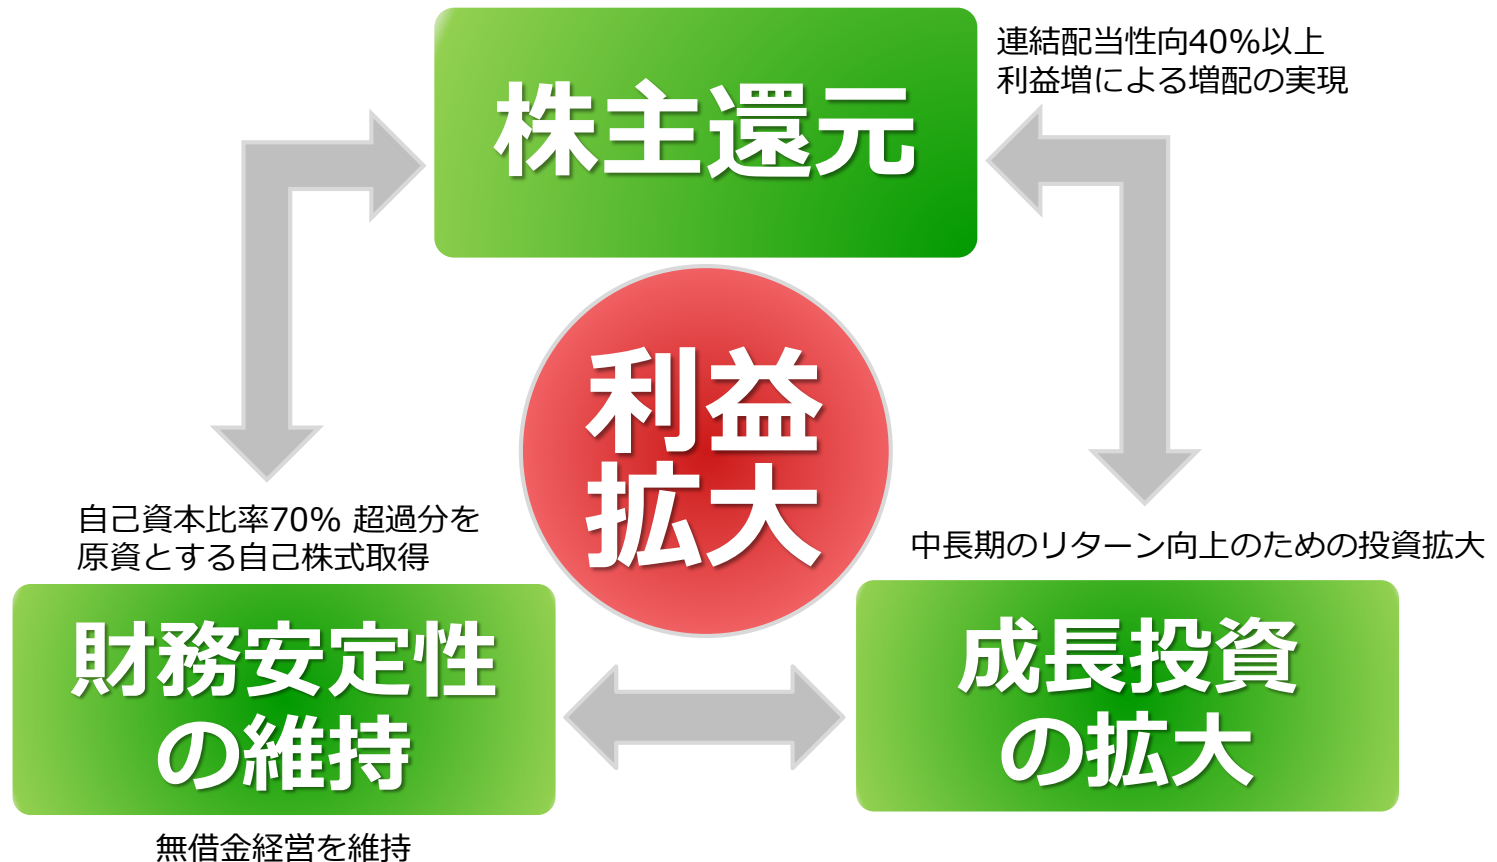 株主還元
連結配当性向40%以上
利益増による増配の実現
利益
拡大
自己資本比率70% 超過分を
原資とする自己株式取得
財務安定性
の維持
無借金経営を維持
中長期のリターン向上のための投資拡大
成長投資
の拡大